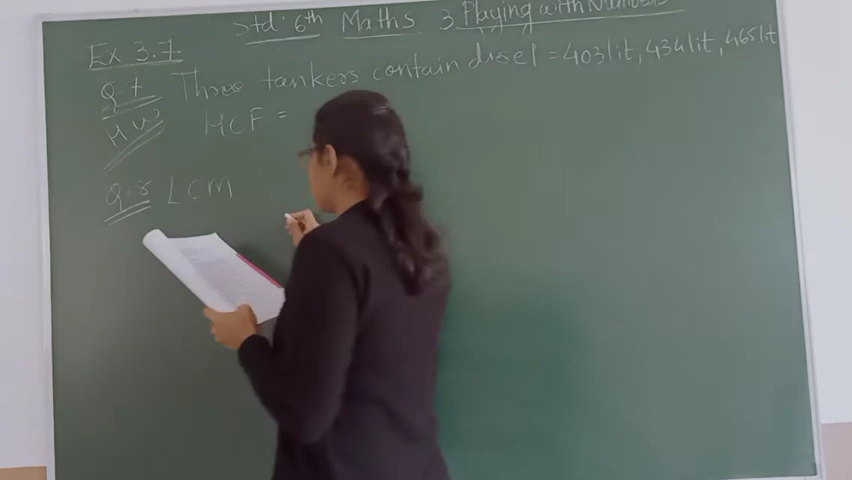 Std: 6th Maths 3 Playing with Numbers
Ex 3.7
Q.7 Three tankers contain diesel = 403 lit, 434 lit, 465 lit
HW HCF =
Q.8 LCM